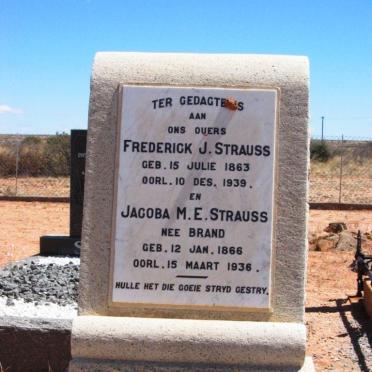 TER GEDAGTENIS
AAN
ONS OUERS
FREDERICK J. STRAUSS
GEB. 15 JULIE 1863
OORL. 10 DES. 1939.
EN
JACOBA M.E. STRAUSS
NEE BRAND
GEB. 12 JAN. 1866
OORL. 15 MAART 1936.
HULLE HET DIE GOEIE STRYD GESTRY.